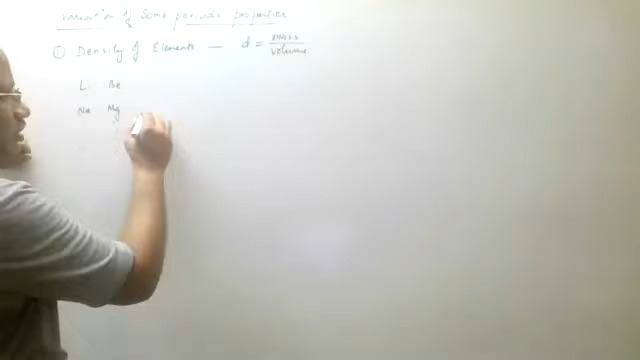 Variation of Some periodic properties
① Density of Elements — d = mass/volume
Li Be
Na Mg